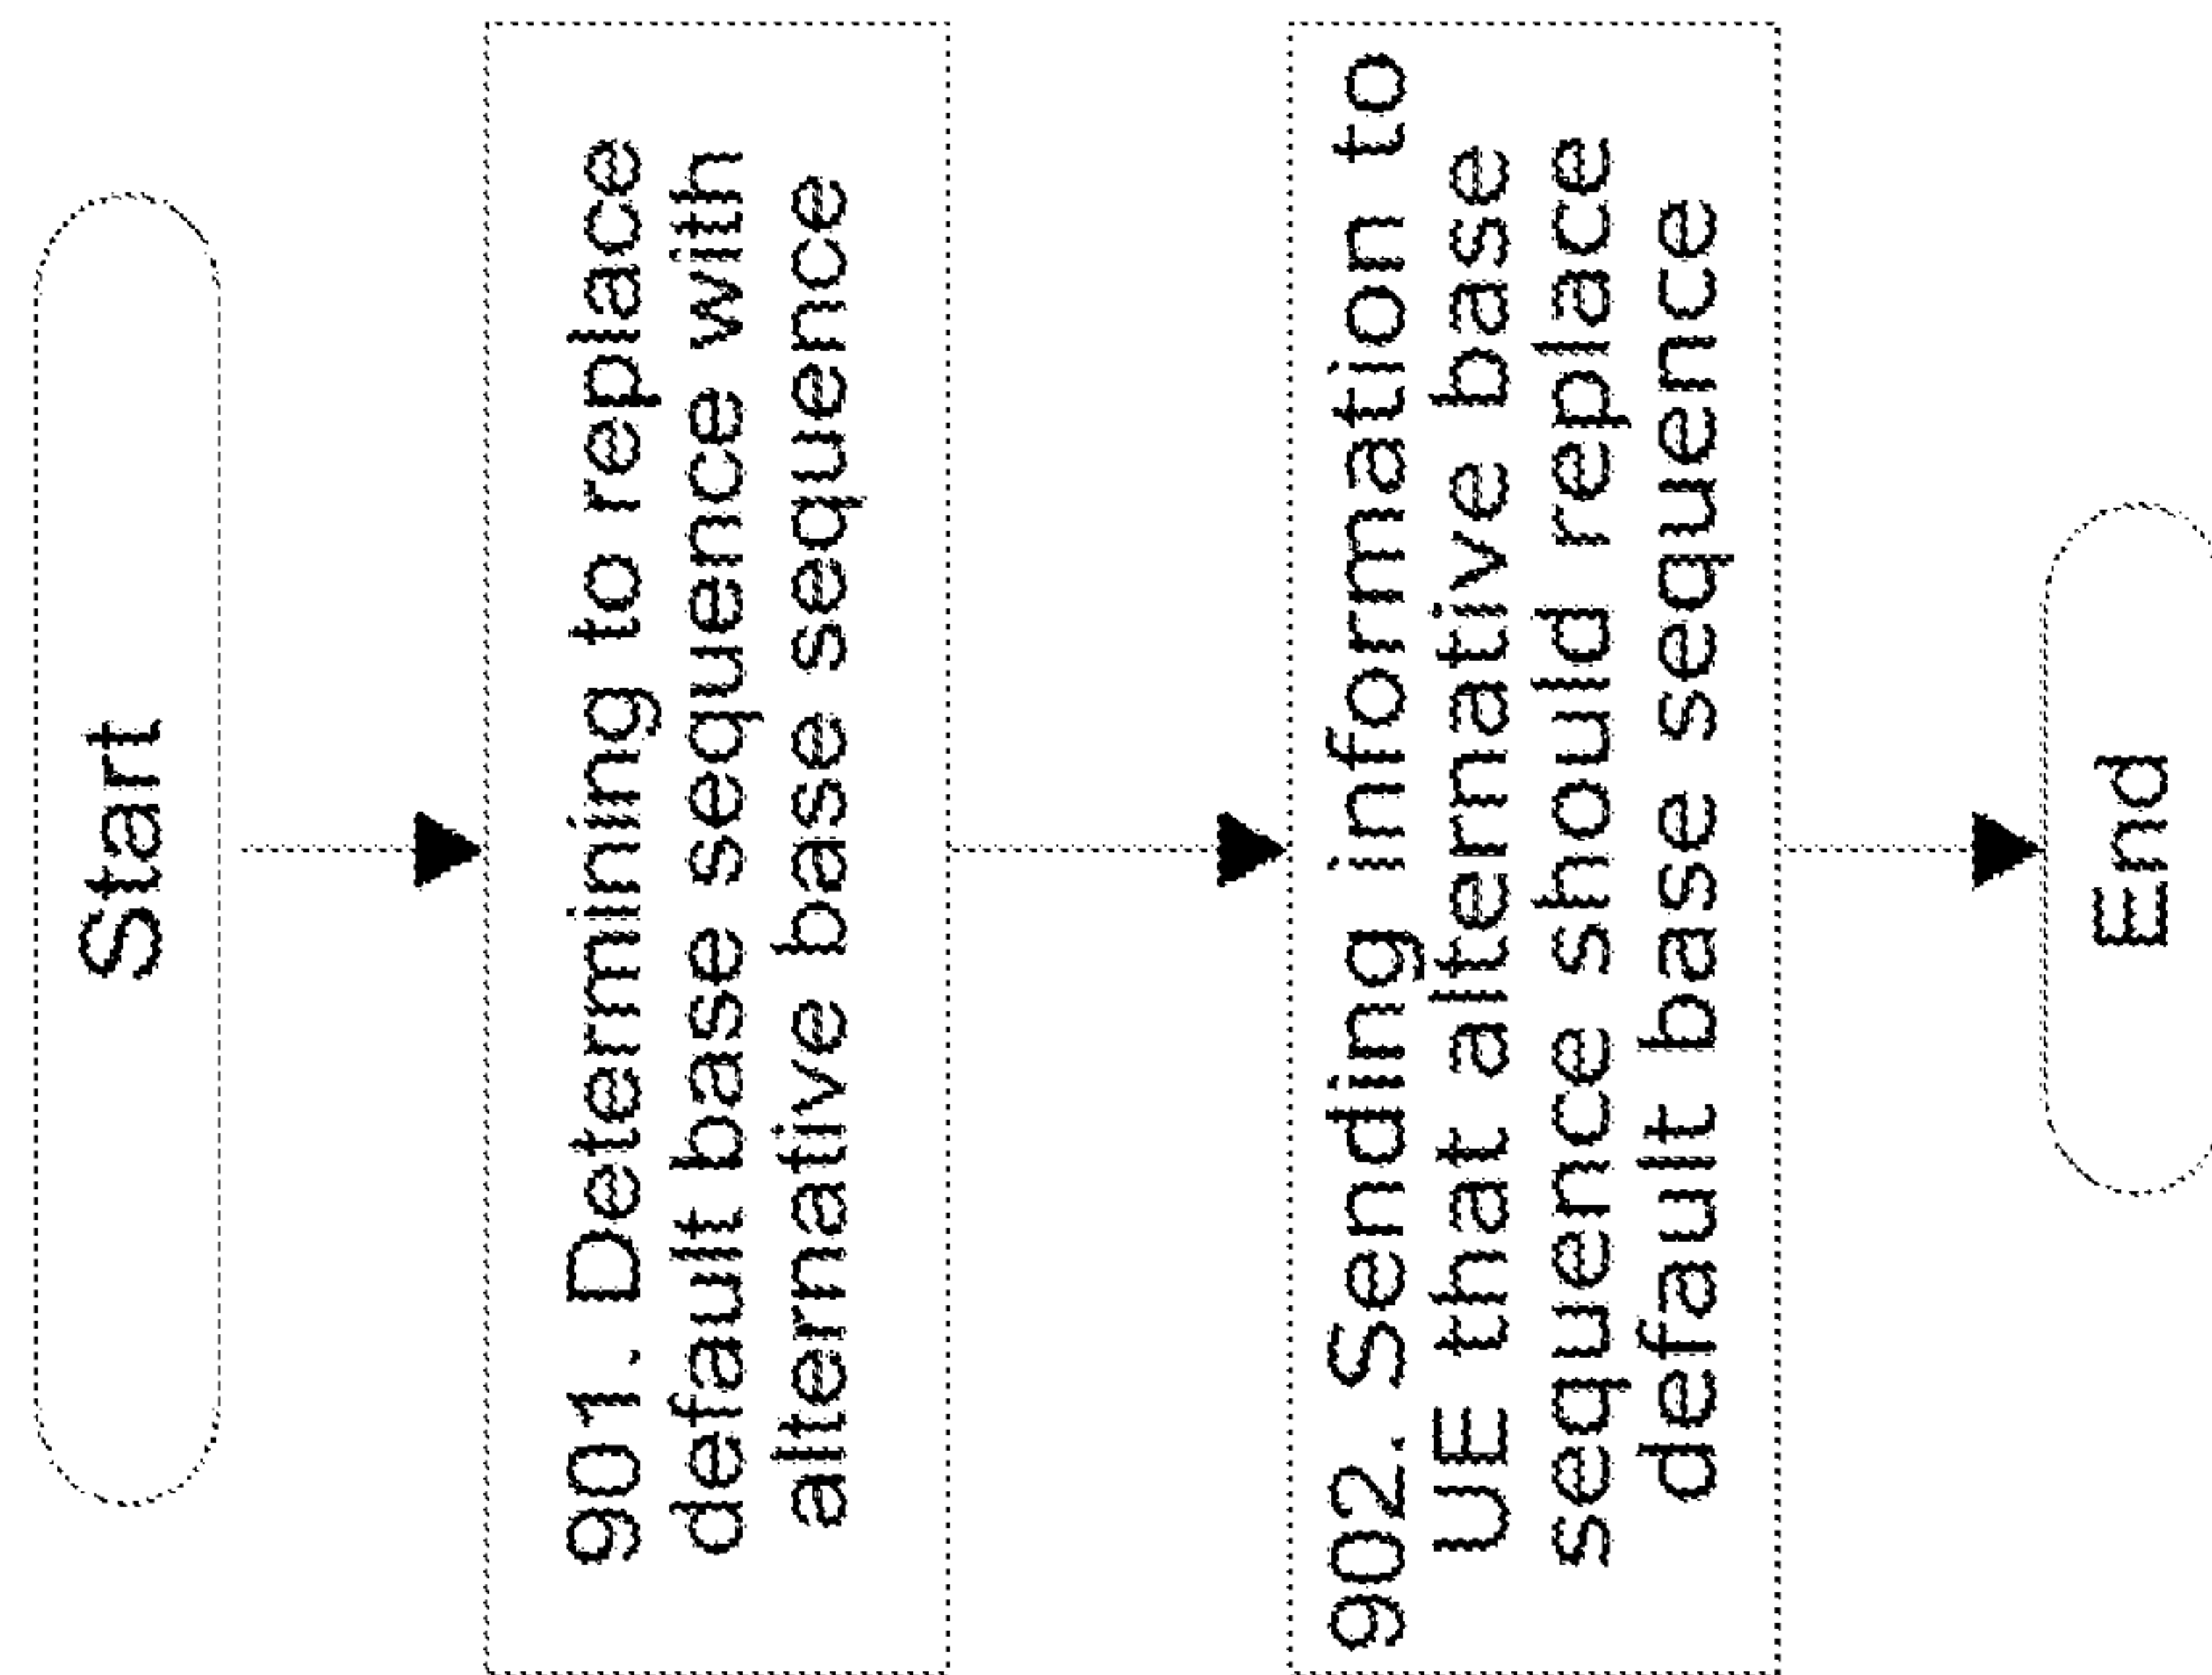 Start
901. Determining to replace
default base sequence with
alternative base sequence
902. Sending information to
UE that alternative base
sequence should replace
default base sequence
End